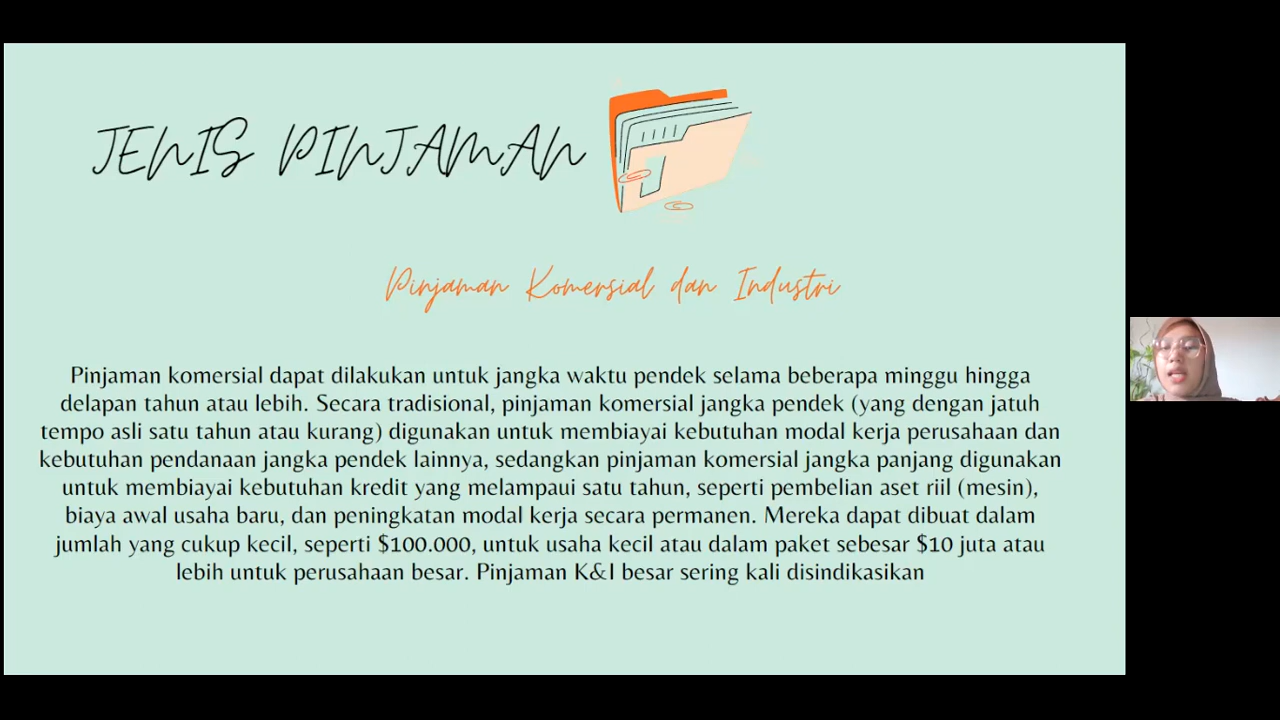 JENIS PINJAMAN
Pinjaman Komersial dan Industri
Pinjaman komersial dapat dilakukan untuk jangka waktu pendek selama beberapa minggu hingga
delapan tahun atau lebih. Secara tradisional, pinjaman komersial jangka pendek (yang dengan jatuh
tempo asli satu tahun atau kurang) digunakan untuk membiayai kebutuhan modal kerja perusahaan dan
kebutuhan pendanaan jangka pendek lainnya, sedangkan pinjaman komersial jangka panjang digunakan
untuk membiayai kebutuhan kredit yang melampaui satu tahun, seperti pembelian aset riil (mesin),
biaya awal usaha baru, dan peningkatan modal kerja secara permanen. Mereka dapat dibuat dalam
jumlah yang cukup kecil, seperti $100.000, untuk usaha kecil atau dalam paket sebesar $10 juta atau
lebih untuk perusahaan besar. Pinjaman K&I besar sering kali disindikasikan